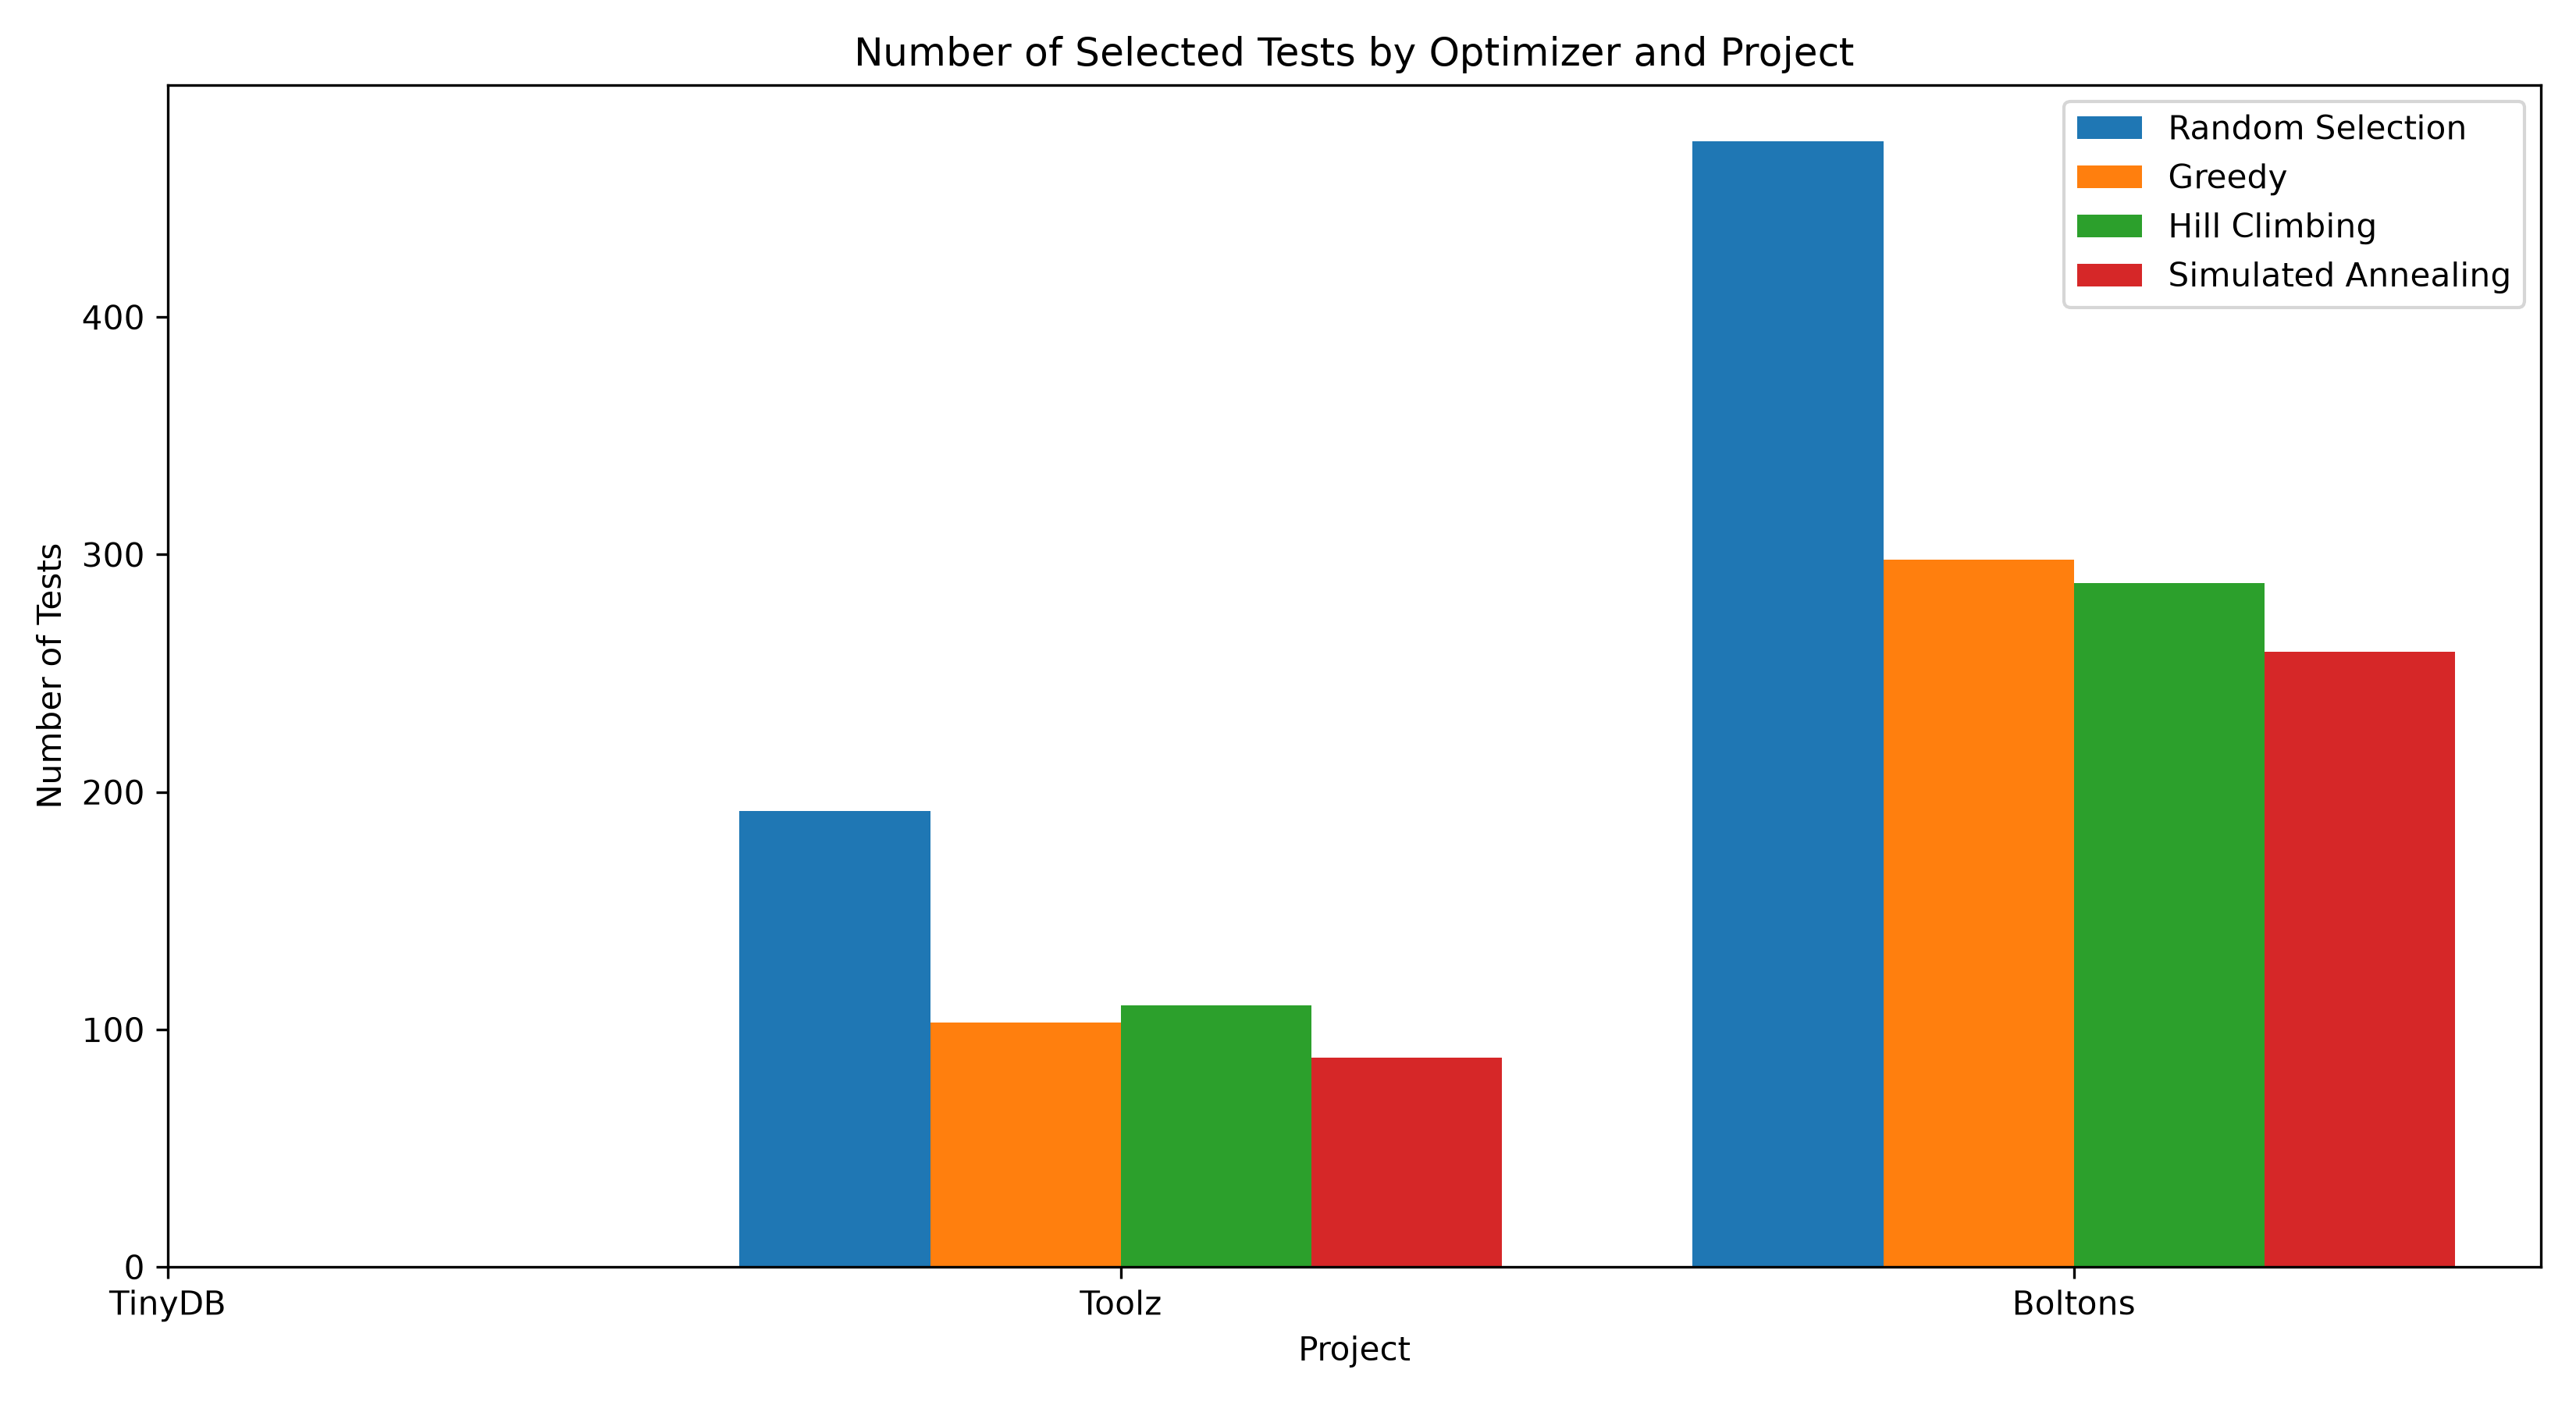 Number of Selected Tests by Optimizer and Project
Random Selection
Greedy
Hill Climbing
Simulated Annealing
Number of Tests
400
300
200
100
0
TinyDB
Toolz
Boltons
Project